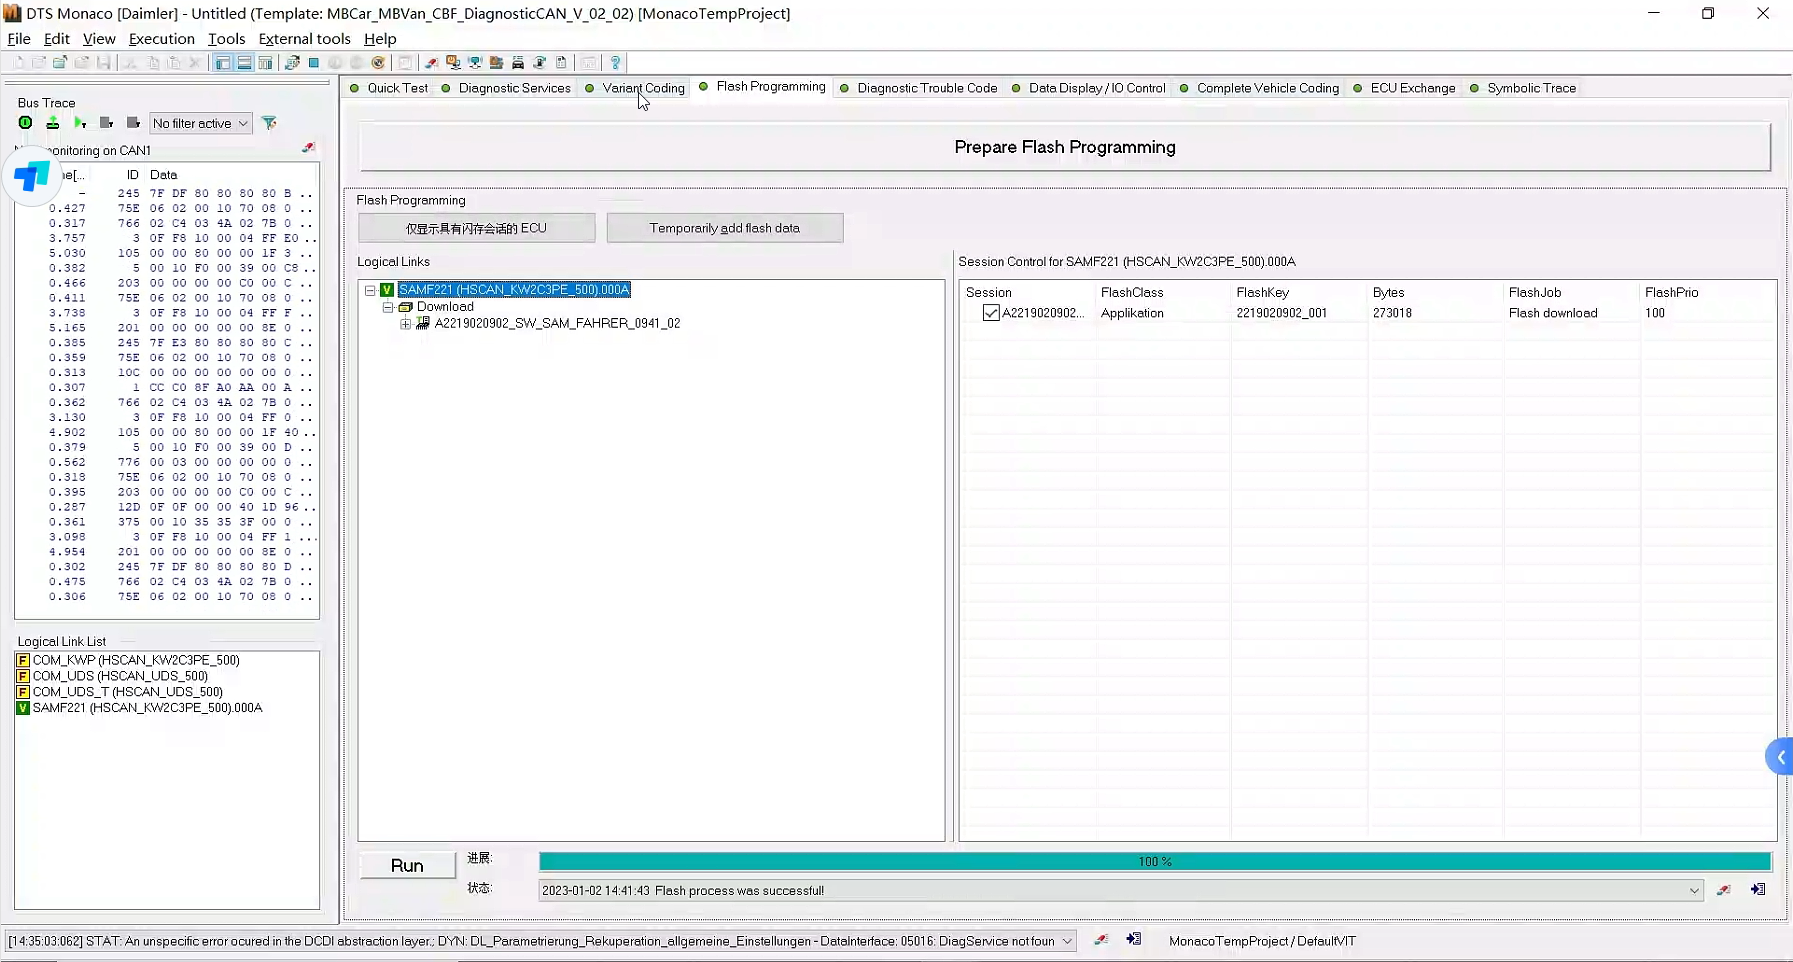 DTS Monaco [Daimler] - Untitled (Template: MBCar_MBVan_CBF_DiagnosticCAN_V_02_02) [MonacoTempProject]
File Edit View Execution Tools External tools Help
Quick Test Diagnostic Services Variant Coding Flash Programming Diagnostic Trouble Code Data Display / IO Control Complete Vehicle Coding ECU Exchange Symbolic Trace
Bus Trace
No filter active
onitoring on CAN1
ne[... ID Data
- 245 7F DF 80 80 80 80 B ..
0.427 75E 06 02 00 10 70 08 0 ..
0.317 766 02 C4 03 4A 02 7B 0 ..
3.757 3 0F F8 10 00 04 FF E0 ..
5.030 105 00 00 80 00 00 1F 3 ..
0.382 5 00 10 F0 00 39 00 C8 ..
0.466 203 00 00 00 00 C0 00 C ..
0.411 75E 06 02 00 10 70 08 0 ..
3.738 3 0F F8 10 00 04 FF F ..
5.165 201 00 00 00 00 00 8E 0 ..
0.385 245 7F E3 80 80 80 80 C ..
0.359 75E 06 02 00 10 70 08 0 ..
0.313 10C 00 00 00 00 00 00 0 ..
0.307 1 CC C0 8F A0 AA 00 A ..
0.362 766 02 C4 03 4A 02 7B 0 ..
3.130 3 0F F8 10 00 04 FF 0 ..
4.902 105 00 00 80 00 00 1F 40 ..
0.379 5 00 10 F0 00 39 00 D ..
0.562 776 00 03 00 00 00 00 0 ..
0.318 75E 06 02 00 10 70 08 0 ..
0.395 203 00 00 00 00 C0 00 C ..
0.287 12D 0F 0F 00 00 40 1D 96 ..
0.361 375 00 10 35 35 3F 00 0 ..
3.098 3 0F F8 10 00 04 FF 1 ...
4.954 201 00 00 00 00 00 8E 0 ..
0.302 245 7F DF 80 80 80 80 D ..
0.475 766 02 C4 03 4A 02 7B 0 ..
0.306 75E 06 02 00 10 70 08 0 ..
Logical Link List
F COM_KWP (HSCAN_KW2C3PE_500)
F COM_UDS (HSCAN_UDS_500)
F COM_UDS_T (HSCAN_UDS_500)
V SAMF221 (HSCAN_KW2C3PE_500).000A
Prepare Flash Programming
Flash Programming
仅显示具有闪存会话的 ECU Temporarily add flash data
Logical Links
V SAMF221 (HSCAN_KW2C3PE_500).000A
Download
A2219020902_SW_SAM_FAHRER_0941_02
Session Control for SAMF221 (HSCAN_KW2C3PE_500).000A
Session FlashClass FlashKey Bytes FlashJob FlashPrio
A2219020902... Applikation 2219020902_001 273018 Flash download 100
Run
进展: 100 %
状态: 2023-01-02 14:41:43 Flash process was successful!
[14:35:03:062] STAT: An unspecific error ocured in the DCDI abstraction layer.; DYN: DL_Parametrierung_Rekuperation_allgemeine_Einstellungen - DataInterface: 05016: DiagService not foun
MonacoTempProject / DefaultVIT